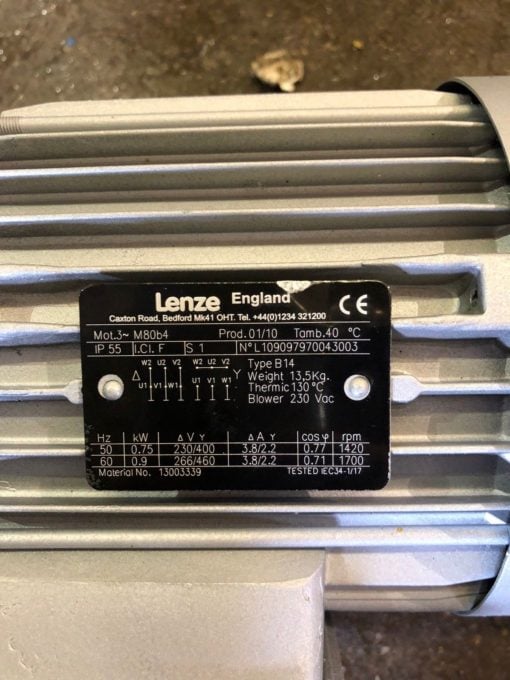 Lenze England CE
Caxton Road, Bedford Mk41 OHT. Tel. +44(0)1234 321200
Mot.3~ M80b4 Prod. 01/10 Tamb.40 °C
IP 55 I.Cl. F S 1 N° L109097970043003
W2 U2 V2 W2 U2 V2 Type B14
Δ Y Weight 13,5Kg.
U1 V1 W1 U1 V1 W1 Thermic 130°C
Blower 230 Vac
Hz kW Δ V Y Δ A Y cosφ rpm
50 0.75 230/400 3.8/2.2 0.77 1420
60 0.9 266/460 3.8/2.2 0.71 1700
Material No. 13003339 TESTED IEC34-1/17